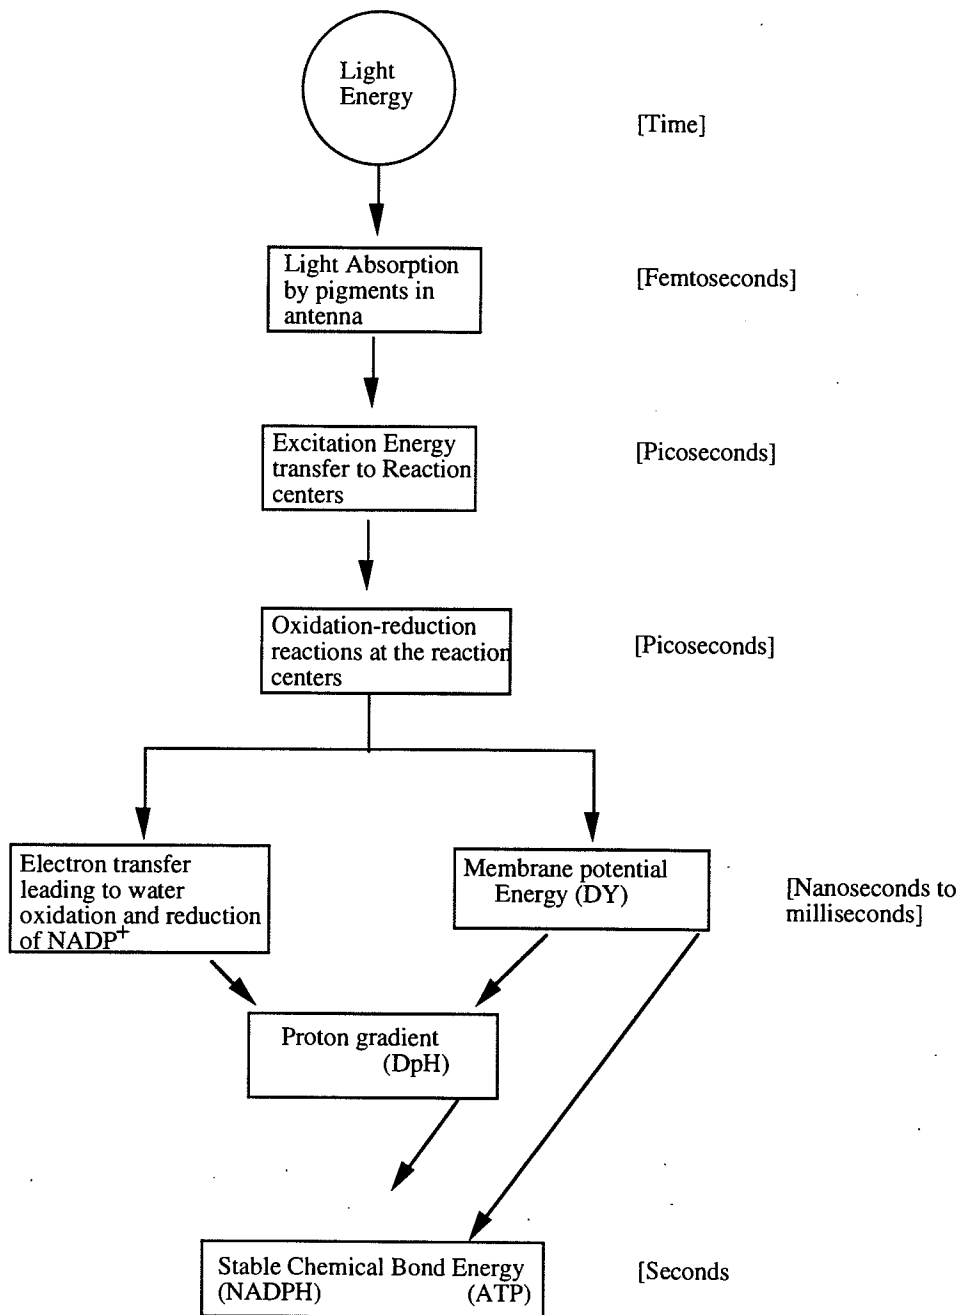 Light
Energy
[Time]
Light Absorption
by pigments in
antenna
[Femtoseconds]
Excitation Energy
transfer to Reaction
centers
[Picoseconds]
Oxidation-reduction
reactions at the reaction
centers
[Picoseconds]
Electron transfer
leading to water
oxidation and reduction
of NADP+
Membrane potential
Energy (DY)
[Nanoseconds to
milliseconds]
Proton gradient
(DpH)
Stable Chemical Bond Energy
(NADPH) (ATP)
[Seconds